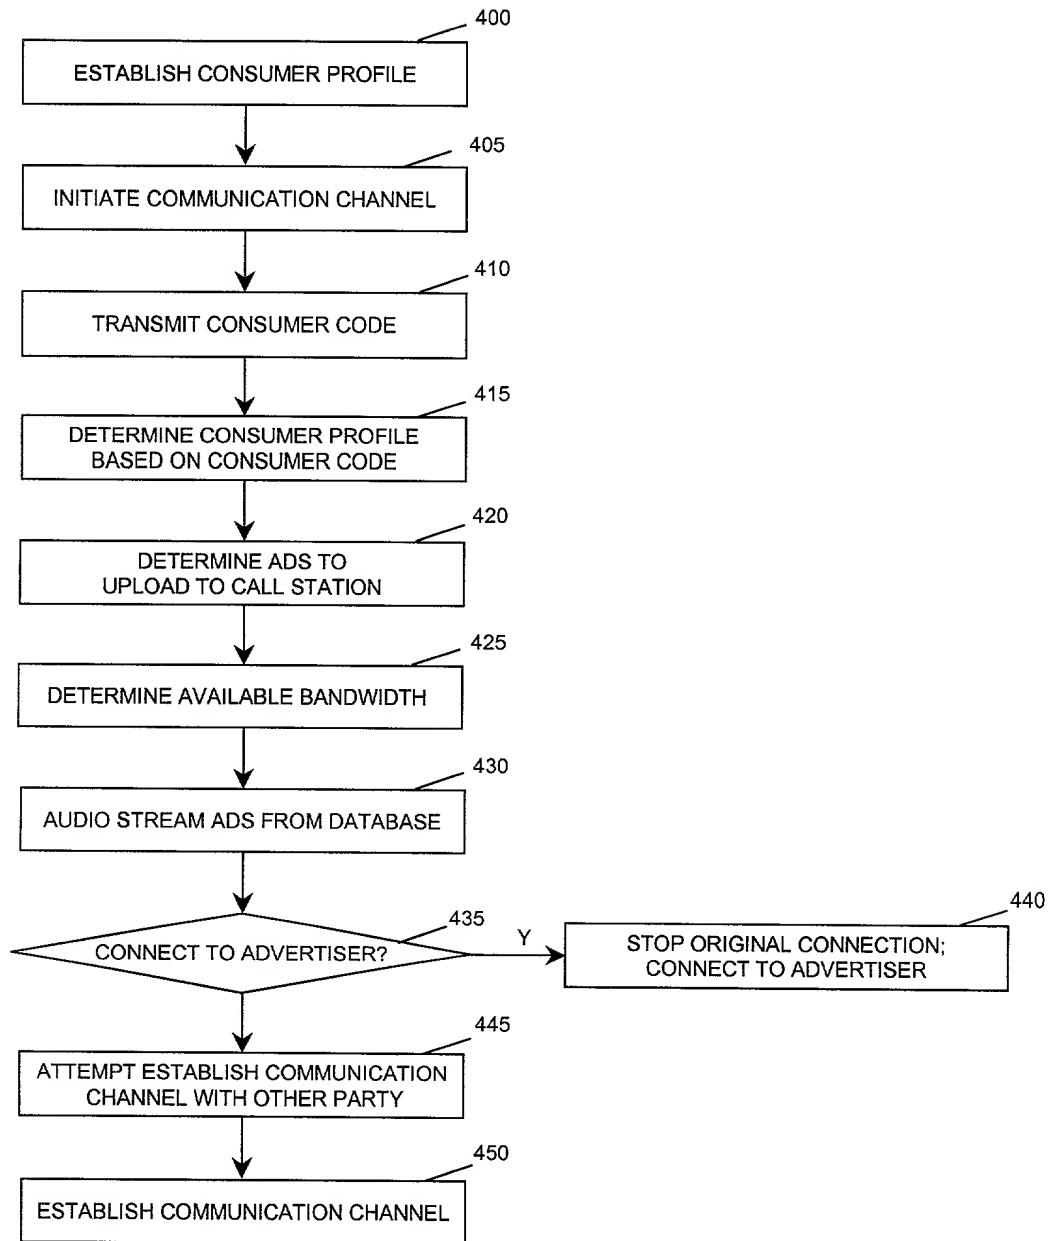 400
ESTABLISH CONSUMER PROFILE
405
INITIATE COMMUNICATION CHANNEL
410
TRANSMIT CONSUMER CODE
415
DETERMINE CONSUMER PROFILE
BASED ON CONSUMER CODE
420
DETERMINE ADS TO
UPLOAD TO CALL STATION
425
DETERMINE AVAILABLE BANDWIDTH
430
AUDIO STREAM ADS FROM DATABASE
435
CONNECT TO ADVERTISER?
Y
440
STOP ORIGINAL CONNECTION;
CONNECT TO ADVERTISER
445
ATTEMPT ESTABLISH COMMUNICATION
CHANNEL WITH OTHER PARTY
450
ESTABLISH COMMUNICATION CHANNEL